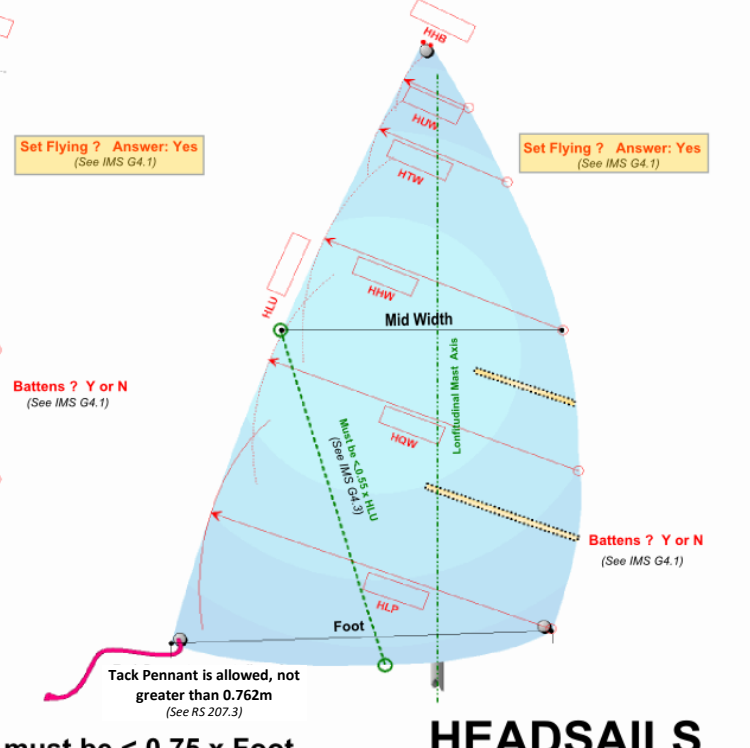 HHB
HUW
Set Flying ?   Answer: Yes
(See IMS G4.1)
Set Flying ?   Answer: Yes
(See IMS G4.1)
HTW
HLU
HHW
Mid Width
Lonfitudinal Mast  Axis
Battens ?  Y or N
(See IMS G4.1)
Must be <.0.55 x HLU
(See IMS G4.3)
HQW
Battens ?  Y or N
(See IMS G4.1)
HLP
Foot
Tack Pennant is allowed, not
greater than 0.762m
(See RS 207.3)
HEADSAILS
must be < 0.75 x Foot